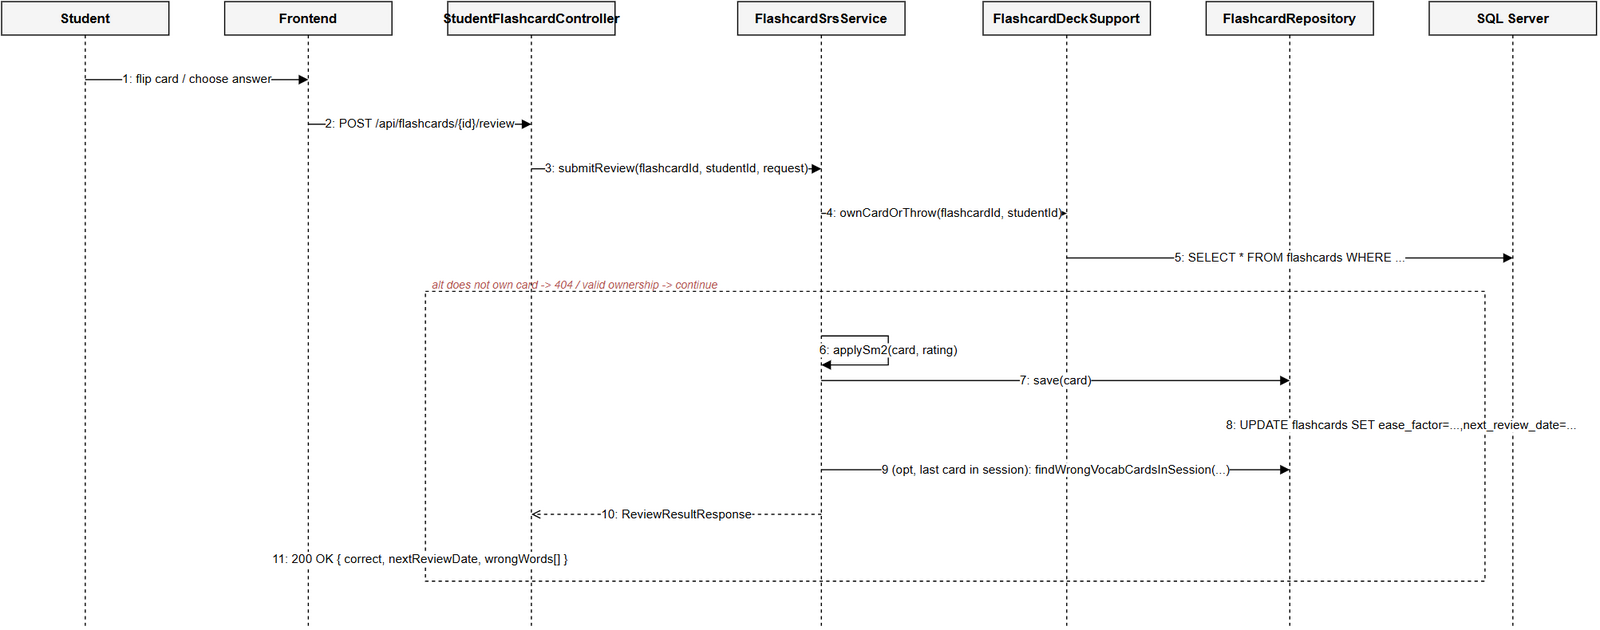 Student
Frontend
StudentFlashcardController
FlashcardSrsService
FlashcardDeckSupport
FlashcardRepository
SQL Server
1: flip card / choose answer
2: POST /api/flashcards/{id}/review
3: submitReview(flashcardId, studentId, request)
4: ownCardOrThrow(flashcardId, studentId)
5: SELECT * FROM flashcards WHERE ...
alt does not own card -> 404 / valid ownership -> continue
6: applySm2(card, rating)
7: save(card)
8: UPDATE flashcards SET ease_factor=...,next_review_date=...
9 (opt, last card in session): findWrongVocabCardsInSession(...)
10: ReviewResultResponse
11: 200 OK { correct, nextReviewDate, wrongWords[] }